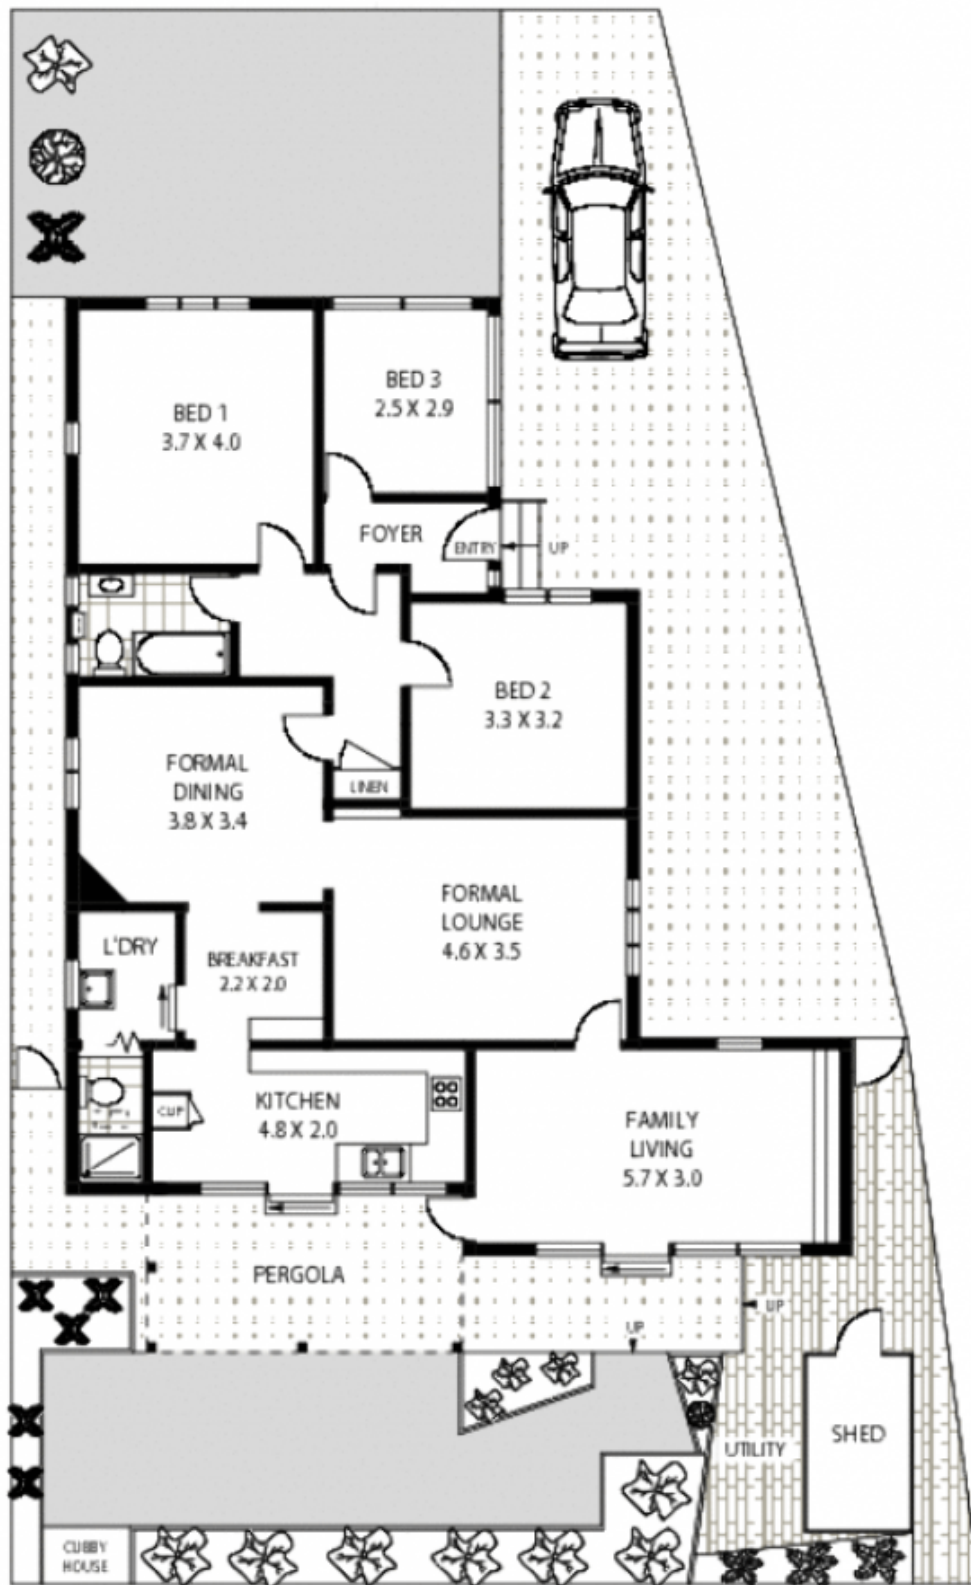 BED 3
2.5 X 2.9
BED 1
3.7 X 4.0
FOYER
ENTRY
UP
BED 2
3.3 X 3.2
FORMAL
DINING
3.8 X 3.4
LINEN
FORMAL
LOUNGE
4.6 X 3.5
L'DRY
BREAKFAST
2.2 X 2.0
KITCHEN
4.8 X 2.0
CUP
FAMILY
LIVING
5.7 X 3.0
PERGOLA
UP
UP
SHED
UTILITY
CUBBY
HOUSE